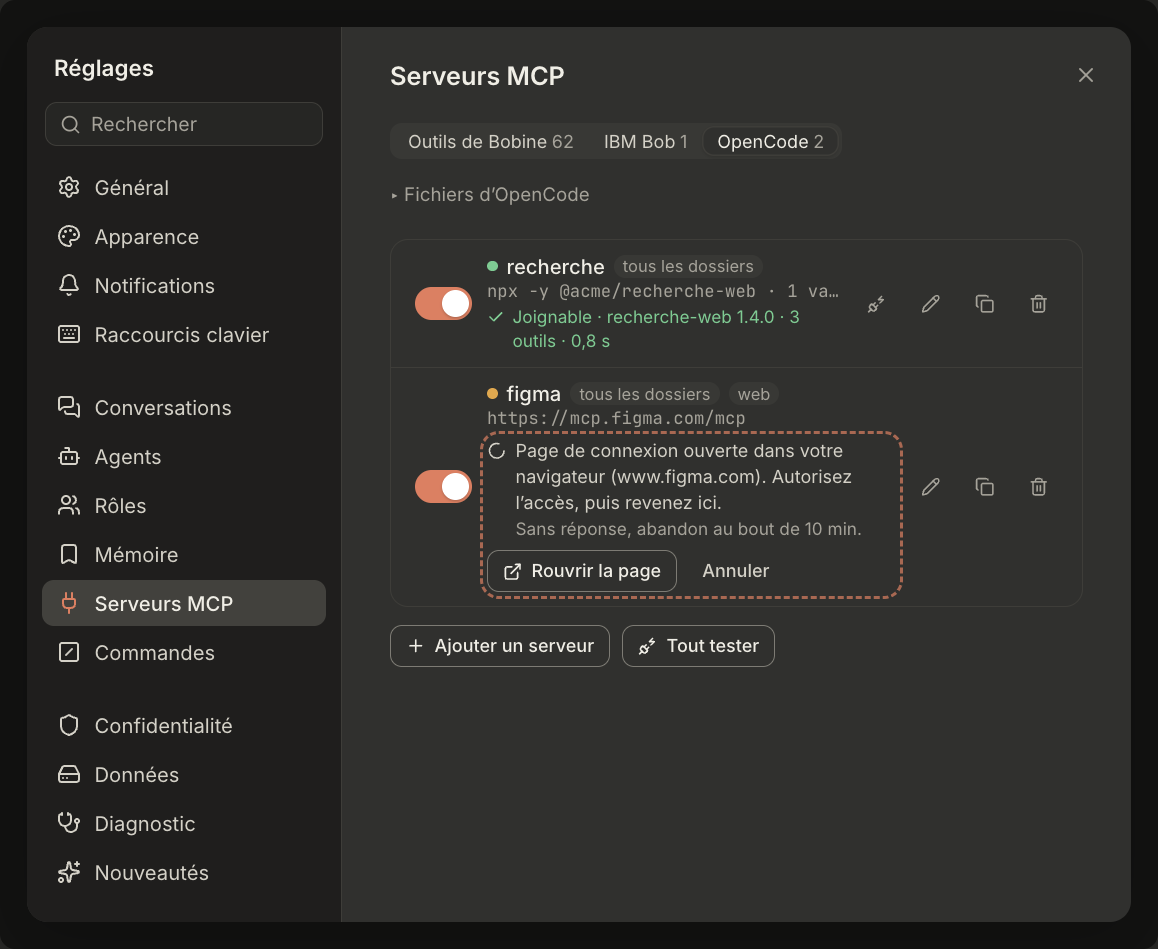 Réglages
Rechercher
Général
Apparence
Notifications
Raccourcis clavier
Conversations
Agents
Rôles
Mémoire
Serveurs MCP
Commandes
Confidentialité
Données
Diagnostic
Nouveautés
Serveurs MCP
Outils de Bobine 62 IBM Bob 1 OpenCode 2
Fichiers d’OpenCode
recherche tous les dossiers
npx -y @acme/recherche-web · 1 va…
Joignable · recherche-web 1.4.0 · 3
outils · 0,8 s
figma tous les dossiers web
https://mcp.figma.com/mcp
Page de connexion ouverte dans votre
navigateur (www.figma.com). Autorisez
l’accès, puis revenez ici.
Sans réponse, abandon au bout de 10 min.
Rouvrir la page Annuler
Ajouter un serveur Tout tester